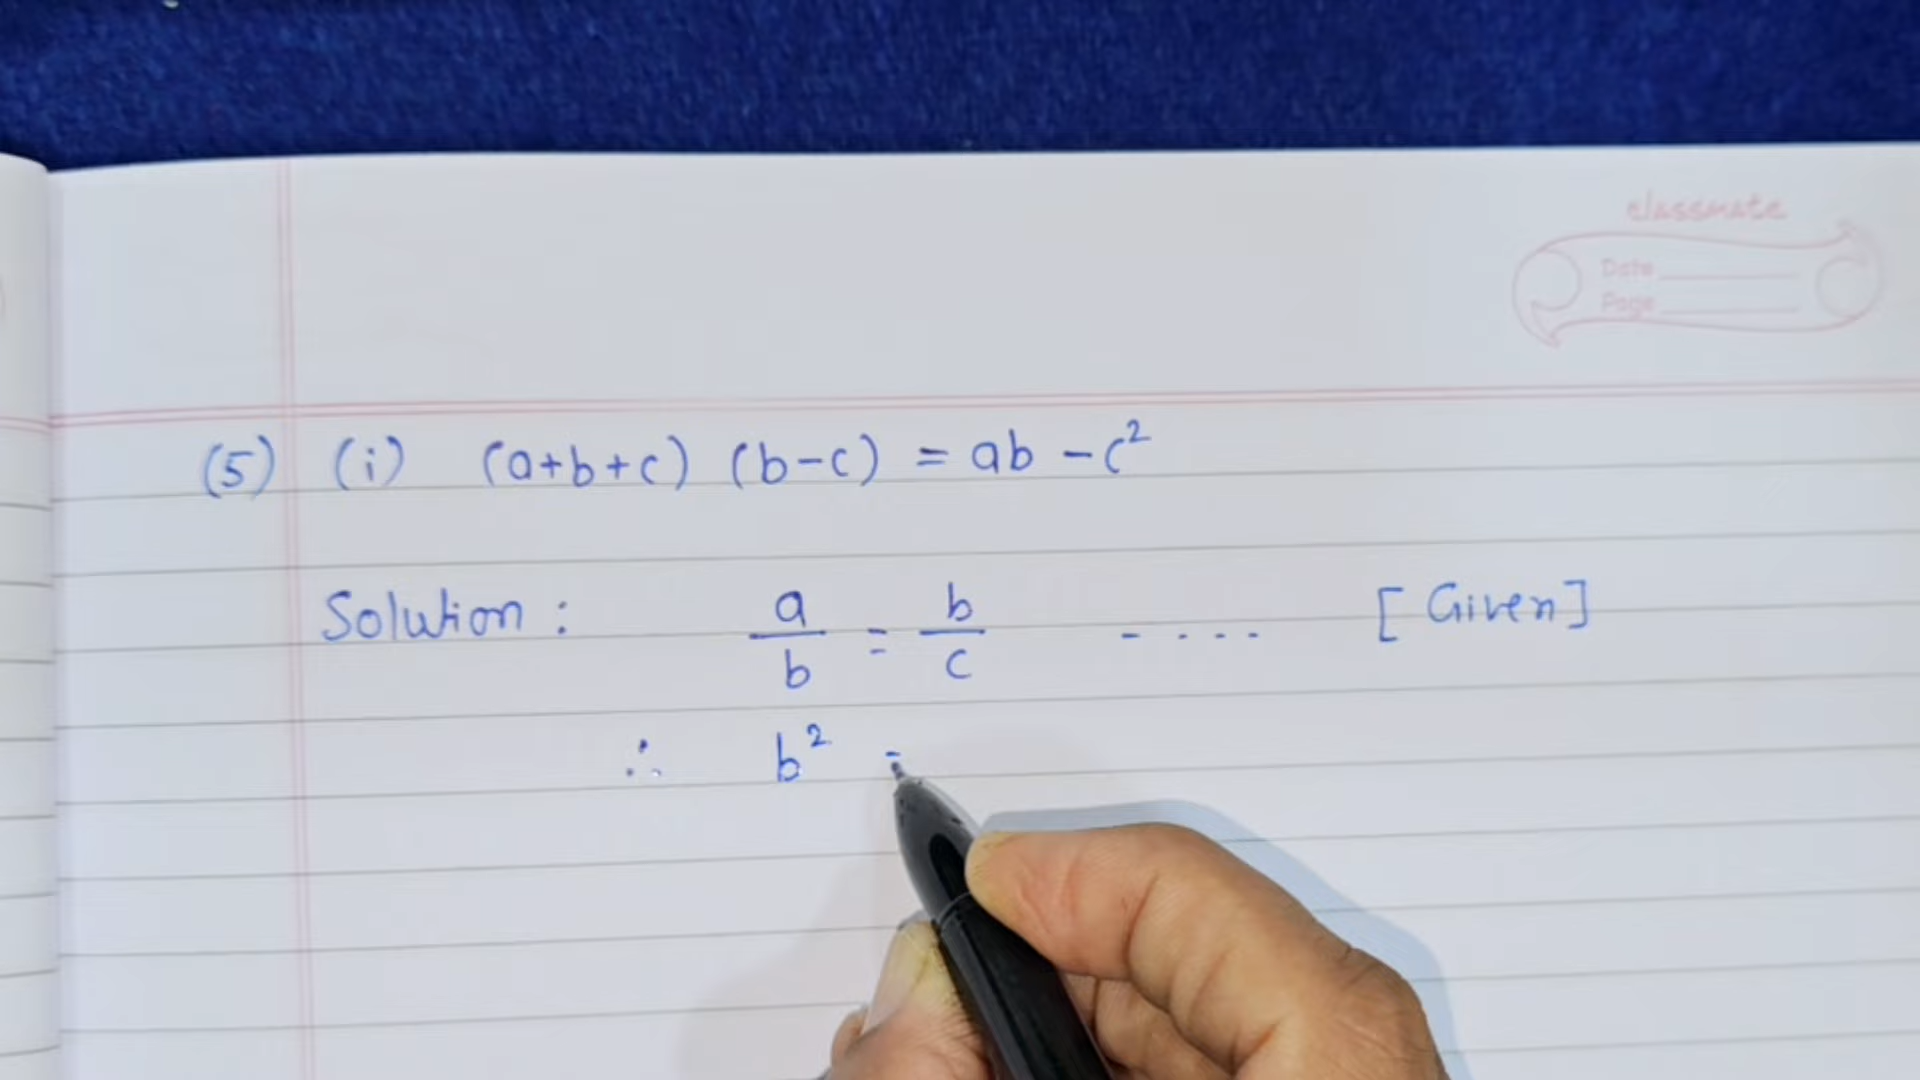 classmate
Date
Page
(5) (i) (a+b+c) (b-c) = ab - c²
Solution : a/b = b/c - . . . . [Given]
∴ b² =